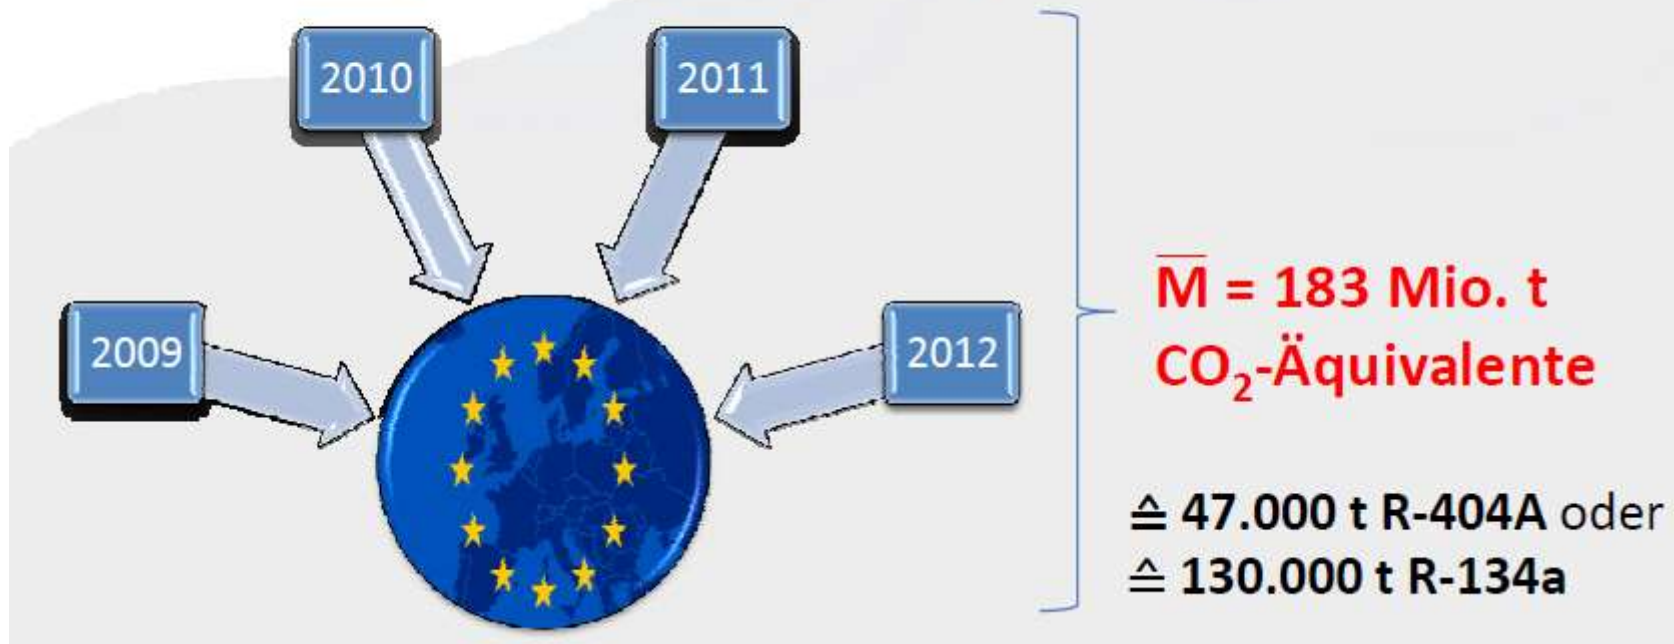 2010
2011
2009
2012
M̅ = 183 Mio. t
CO₂-Äquivalente
≙ 47.000 t R-404A oder
≙ 130.000 t R-134a